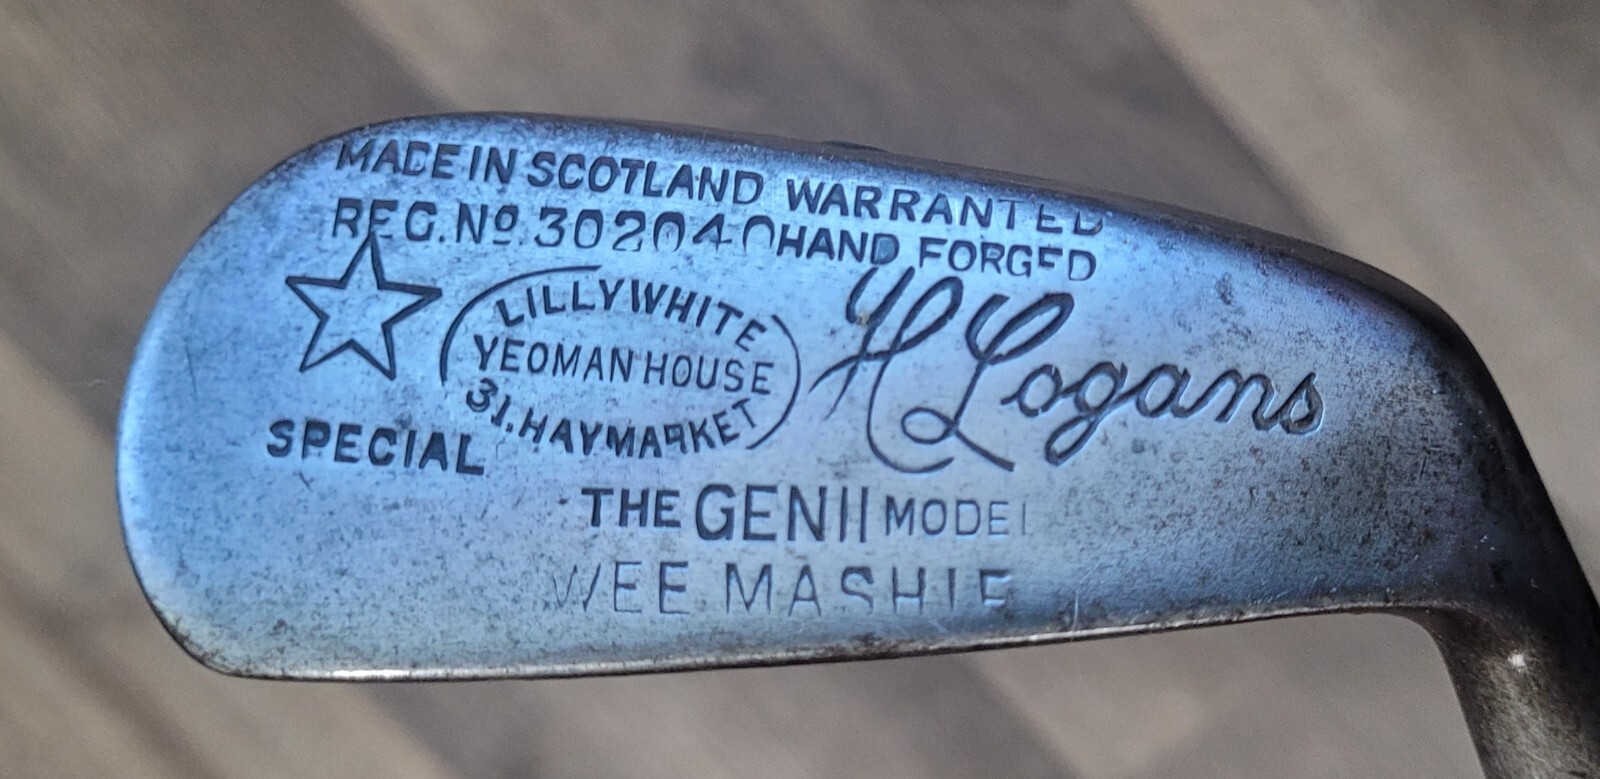 MADE IN SCOTLAND WARRANTED
REG. No. 302040 HAND FORGED
LILLYWHITE
YEOMAN HOUSE
31. HAYMARKET
H Logans
SPECIAL
THE GENII MODEL
WEE MASHIE